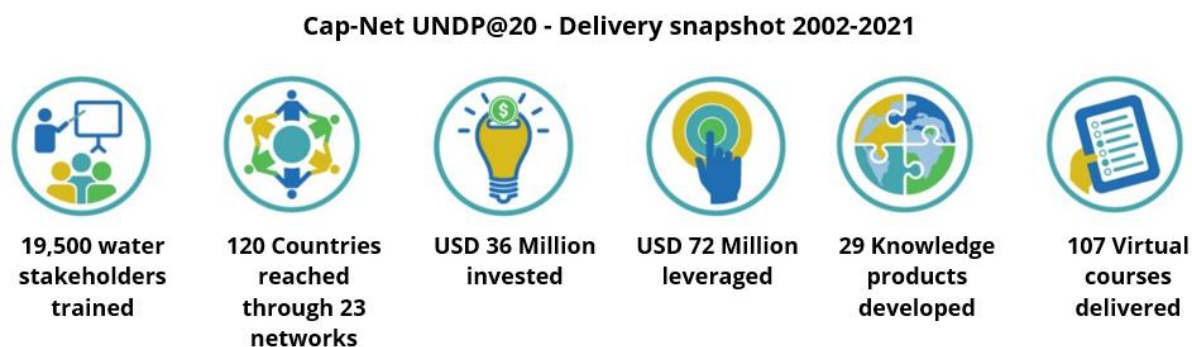 Cap-Net UNDP@20 - Delivery snapshot 2002-2021
$
19,500 water
stakeholders
trained
120 Countries
reached
through 23
networks
USD 36 Million
invested
USD 72 Million
leveraged
29 Knowledge
products
developed
107 Virtual
courses
delivered